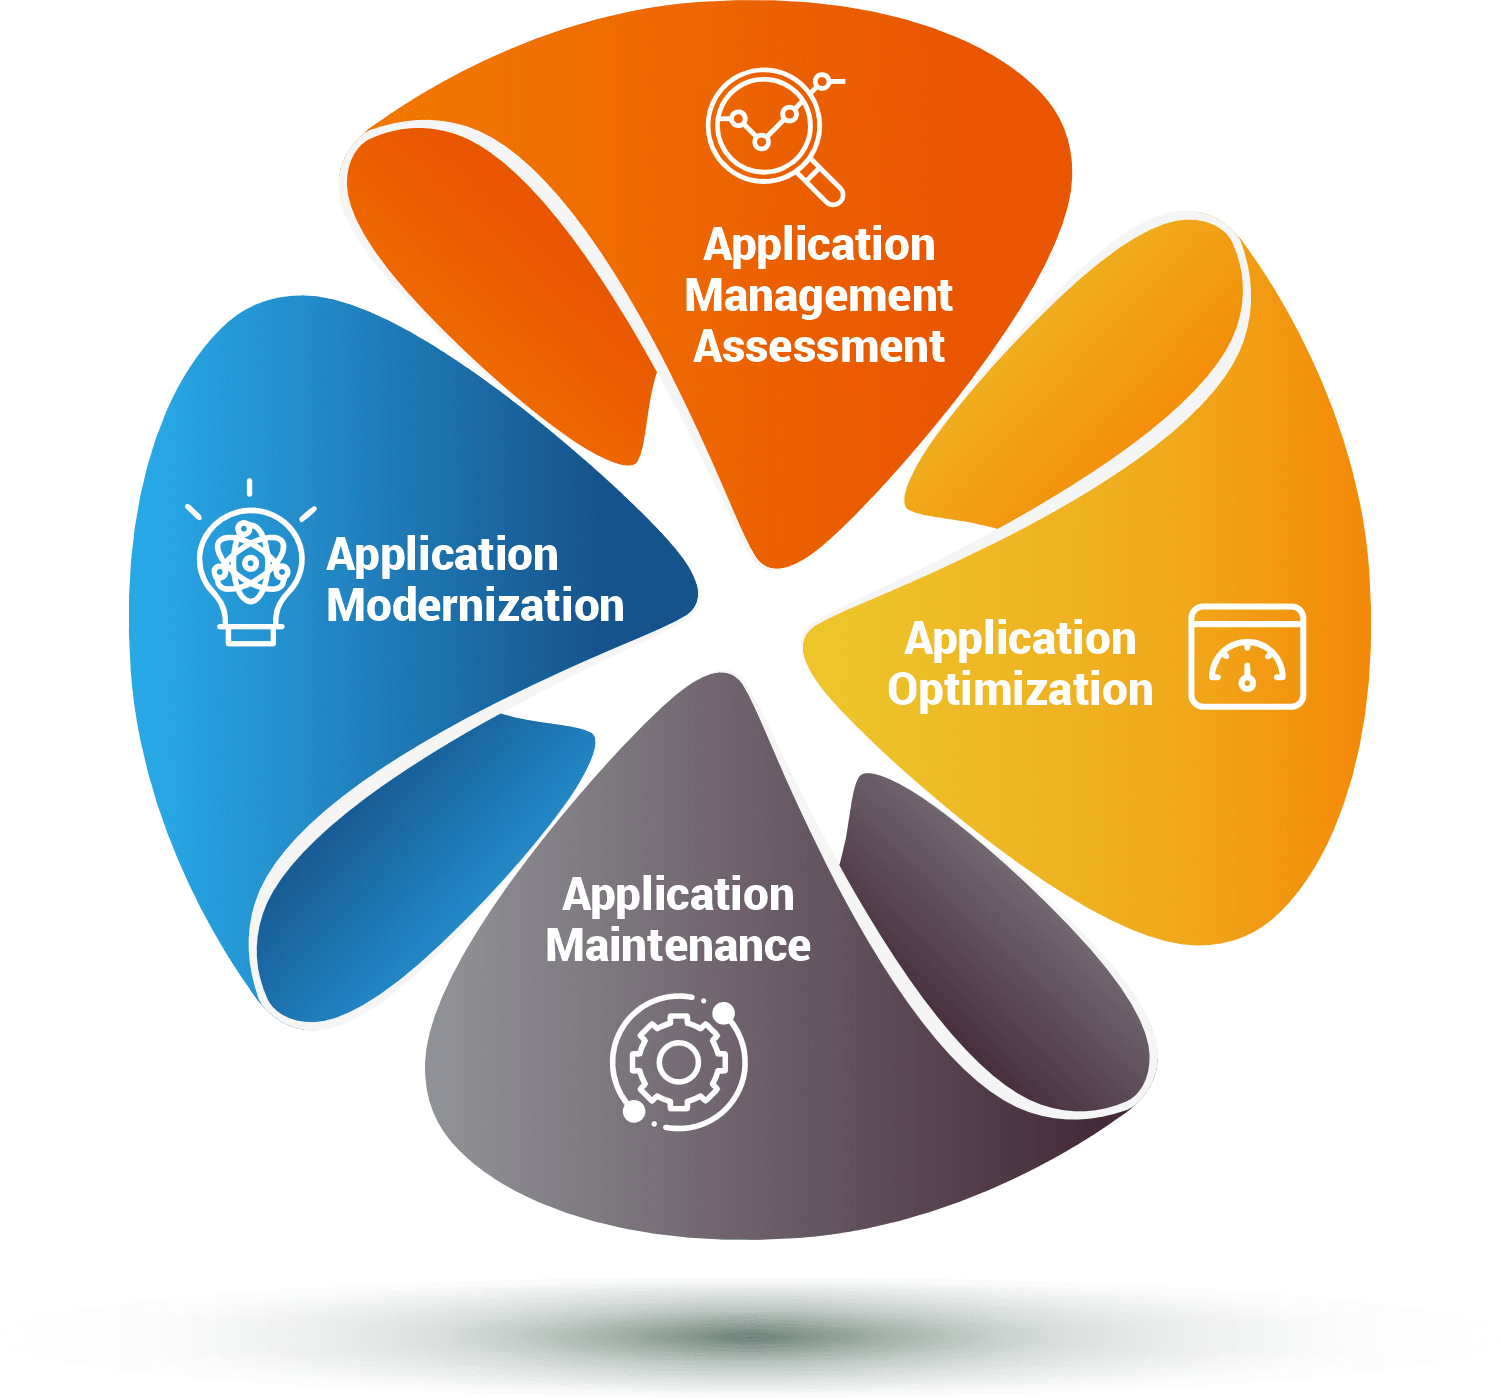 Application
Management
Assessment
Application
Modernization
Application
Optimization
Application
Maintenance